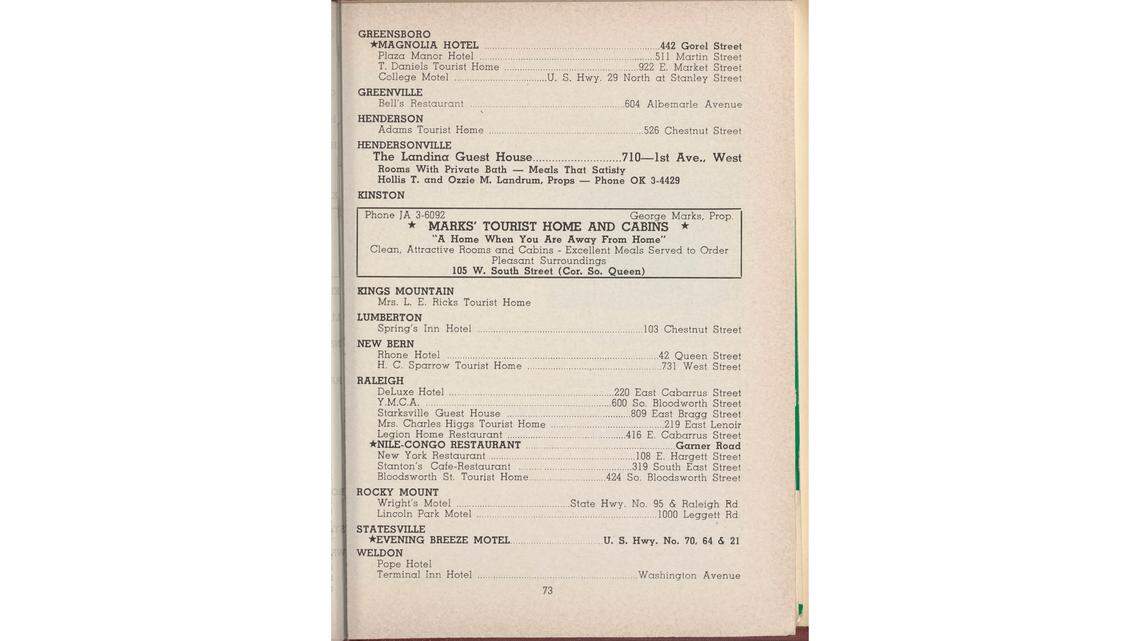 GREENSBORO
★MAGNOLIA HOTEL ........ 442 Gorel Street
Plaza Manor Hotel ........ 511 Martin Street
T. Daniels Tourist Home ........ 922 E. Market Street
College Motel ........ U. S. Hwy. 29 North at Stanley Street
GREENVILLE
Bell's Restaurant ........ 604 Albemarle Avenue
HENDERSON
Adams Tourist Home ........ 526 Chestnut Street
HENDERSONVILLE
The Landina Guest House ........ 710—1st Ave., West
Rooms With Private Bath — Meals That Satisfy
Hollis T. and Ozzie M. Landrum, Props — Phone OK 3-4429
KINSTON
Phone JA 3-6092 George Marks, Prop.
★ MARKS' TOURIST HOME AND CABINS ★
"A Home When You Are Away From Home"
Clean, Attractive Rooms and Cabins - Excellent Meals Served to Order
Pleasant Surroundings
105 W. South Street (Cor. So. Queen)
KINGS MOUNTAIN
Mrs. L. E. Ricks Tourist Home
LUMBERTON
Spring's Inn Hotel ........ 103 Chestnut Street
NEW BERN
Rhone Hotel ........ 42 Queen Street
H. C. Sparrow Tourist Home ........ 731 West Street
RALEIGH
DeLuxe Hotel ........ 220 East Cabarrus Street
Y.M.C.A. ........ 600 So. Bloodworth Street
Starksville Guest House ........ 809 East Bragg Street
Mrs. Charles Higgs Tourist Home ........ 219 East Lenoir
Legion Home Restaurant ........ 416 E. Cabarrus Street
★NILE-CONGO RESTAURANT ........ Garner Road
New York Restaurant ........ 108 E. Hargett Street
Stanton's Cafe-Restaurant ........ 319 South East Street
Bloodsworth St. Tourist Home ........ 424 So. Bloodsworth Street
ROCKY MOUNT
Wright's Motel ........ State Hwy. No. 95 & Raleigh Rd.
Lincoln Park Motel ........ 1000 Leggett Rd.
STATESVILLE
★EVENING BREEZE MOTEL ........ U. S. Hwy. No. 70, 64 & 21
WELDON
Pope Hotel
Terminal Inn Hotel ........ Washington Avenue
73